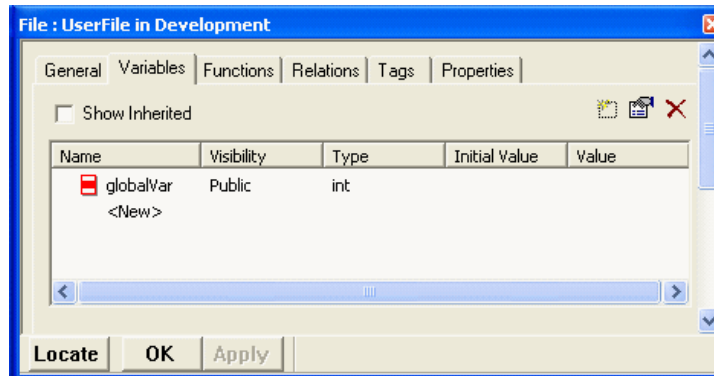 File : UserFile in Development
General Variables Functions Relations Tags Properties
Show Inherited
Name Visibility Type Initial Value Value
globalVar Public int
<New>
Locate OK Apply